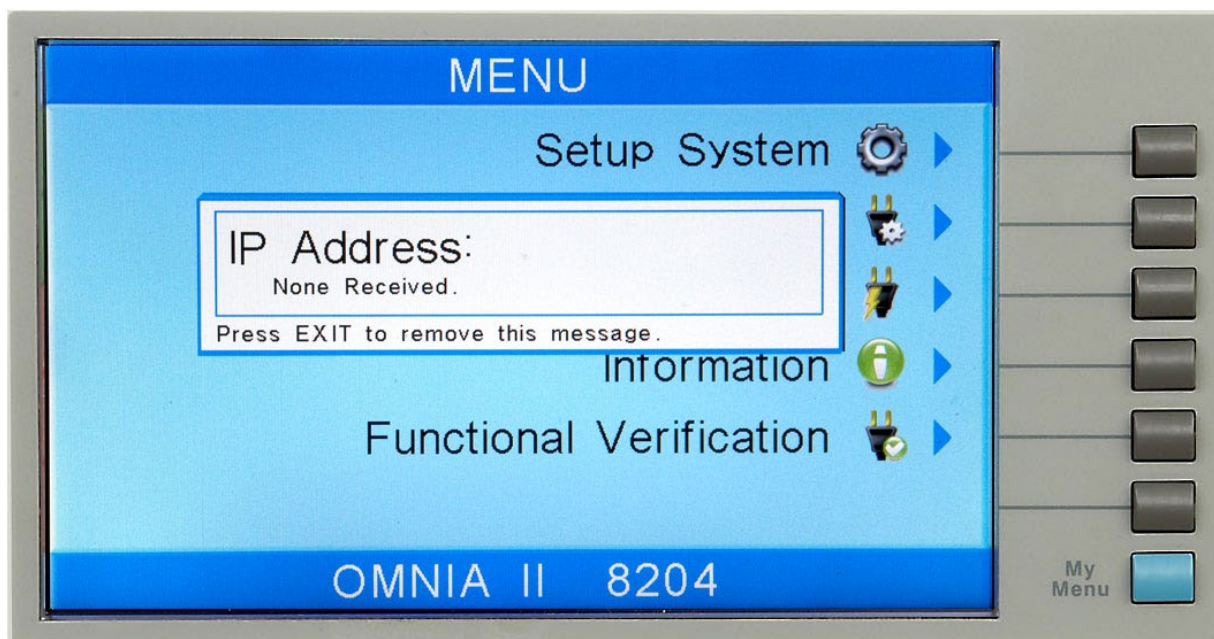 MENU
Setup System
IP Address:
None Received.
Press EXIT to remove this message.
Information
Functional Verification
OMNIA II 8204
My
Menu